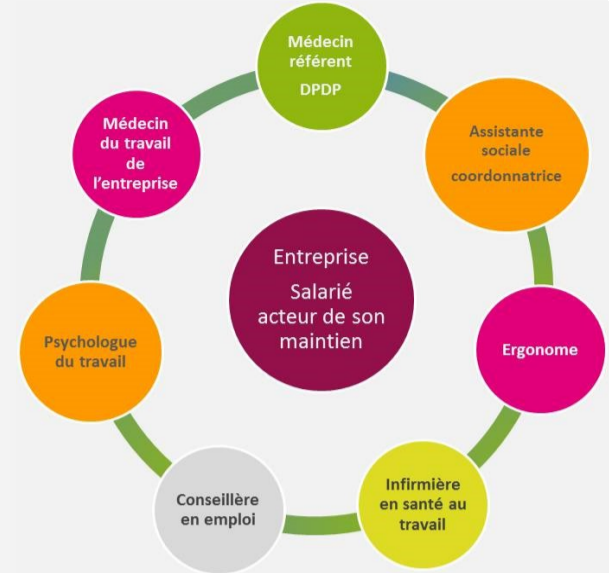 Médecin
référent
DPDP
Assistante
sociale
coordonnatrice
Ergonome
Infirmière
en santé au
travail
Conseillère
en emploi
Psychologue
du travail
Médecin
du travail
de
l'entreprise
Entreprise
Salarié
acteur de son
maintien